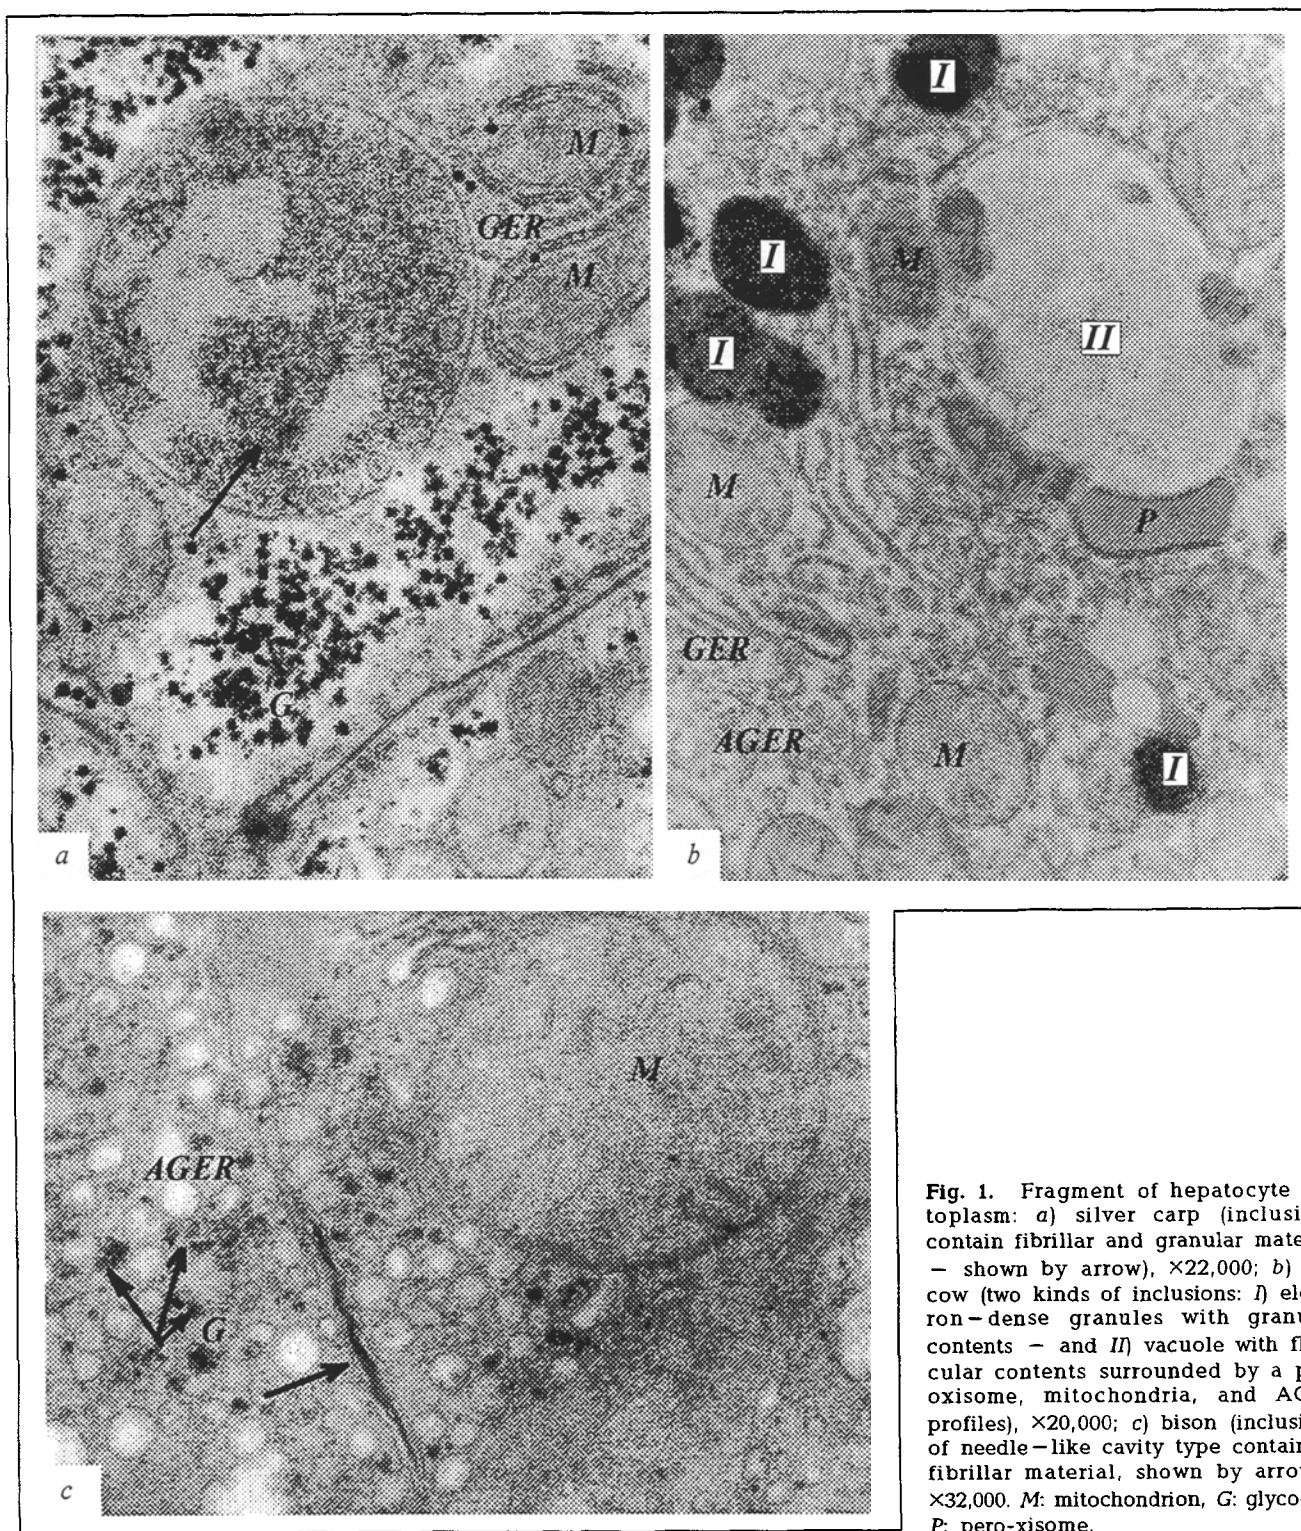 M
GER
M
G
a
I
I
M
I
II
M
P
GER
AGER
M
I
b
M
AGER
G
c
Fig. 1. Fragment of hepatocyte
toplasm: a) silver carp (inclusi
contain fibrillar and granular mate
— shown by arrow), ×22,000; b)
cow (two kinds of inclusions: I) ele
ron—dense granules with granu
contents — and II) vacuole with fl
cular contents surrounded by a p
oxisome, mitochondria, and AG
profiles), ×20,000; c) bison (inclusi
of needle—like cavity type contain
fibrillar material, shown by arrow
×32,000. M: mitochondrion, G: glyco
P: pero-xisome.